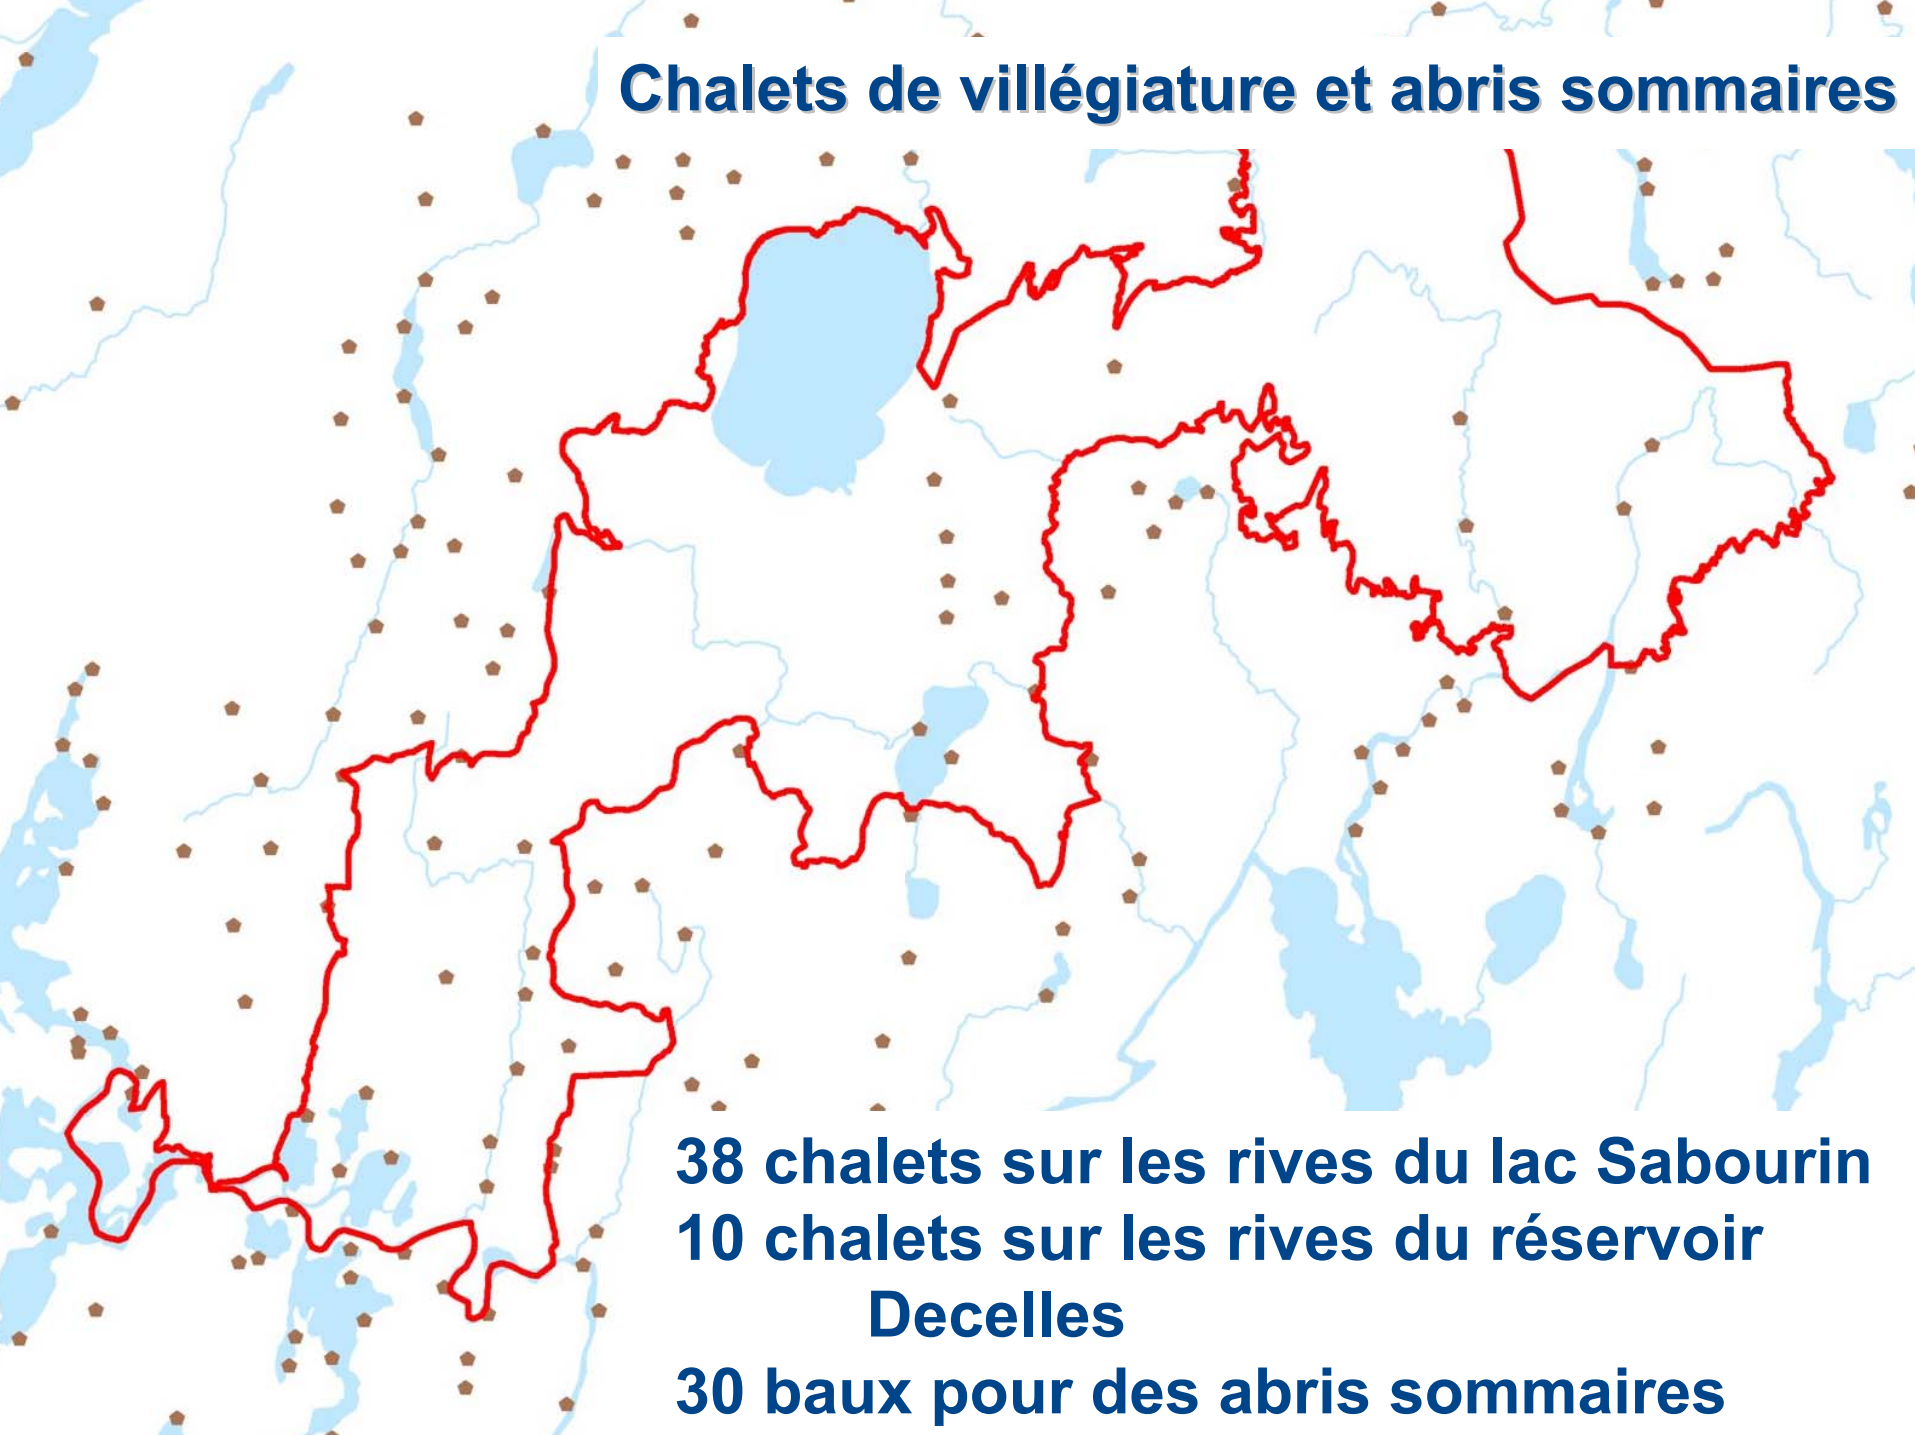 Chalets de villégiature et abris sommaires
38 chalets sur les rives du lac Sabourin
10 chalets sur les rives du réservoir
Decelles
30 baux pour des abris sommaires